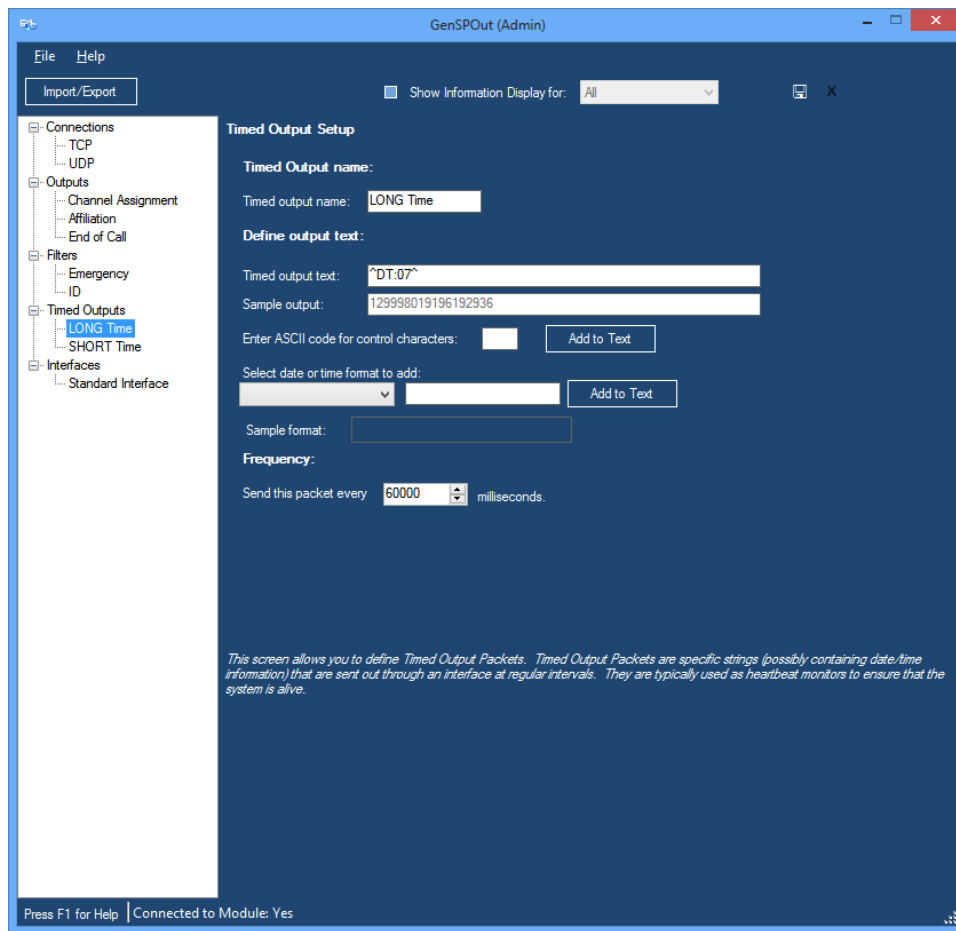 GenSPOut (Admin)
File Help
Import/Export
Show Information Display for: All
X
Connections
TCP
UDP
Outputs
Channel Assignment
Affiliation
End of Call
Filters
Emergency
ID
Timed Outputs
LONG Time
SHORT Time
Interfaces
Standard Interface
Timed Output Setup
Timed Output name:
Timed output name: LONG Time
Define output text:
Timed output text: ^DT:07^
Sample output: 129998019196192936
Enter ASCII code for control characters: Add to Text
Select date or time format to add:
Add to Text
Sample format:
Frequency:
Send this packet every 60000 milliseconds.
This screen allows you to define Timed Output Packets. Timed Output Packets are specific strings (possibly containing date/time
information) that are sent out through an interface at regular intervals. They are typically used as heartbeat monitors to ensure that the
system is alive.
Press F1 for Help Connected to Module: Yes